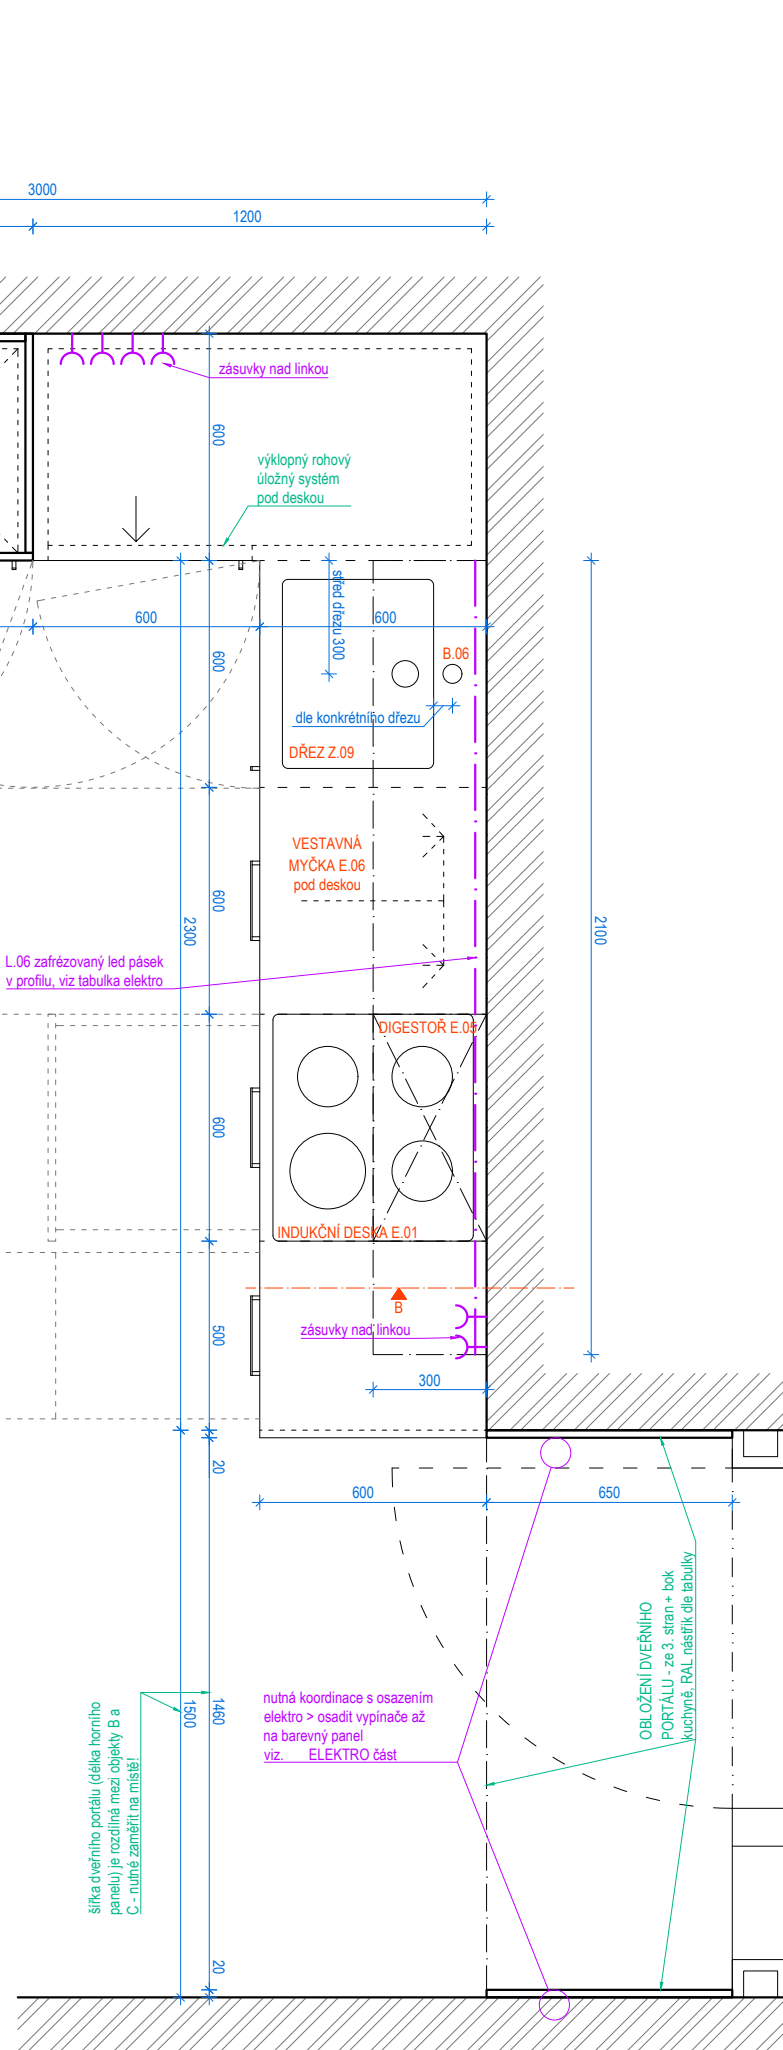 3000
1200
zásuvky nad linkou
600
výklopný rohový
úložný systém
pod deskou
střed dřezu 300
600
600
600
B.06
dle konkrétního dřezu
DŘEZ Z.09
VESTAVNÁ
MYČKA E.06
pod deskou
600
2300
2100
L.06 zafrézovaný led pásek
v profilu, viz tabulka elektro
DIGESTOŘ E.05
600
INDUKČNÍ DESKA E.01
B
zásuvky nad linkou
500
300
20
600
650
OBLOŽENÍ DVEŘNÍHO
PORTÁLU - ze 3. stran + bok
kuchyně, RAL nástřik dle tabulky
nutná koordinace s osazením
elektro > osadit vypínače až
na barevný panel
viz. ELEKTRO část
1460
1500
šířka dveřního portálu (délka horního
panelu) je rozdílná mezi objekty B a
C - nutné zaměřit na místě!
20